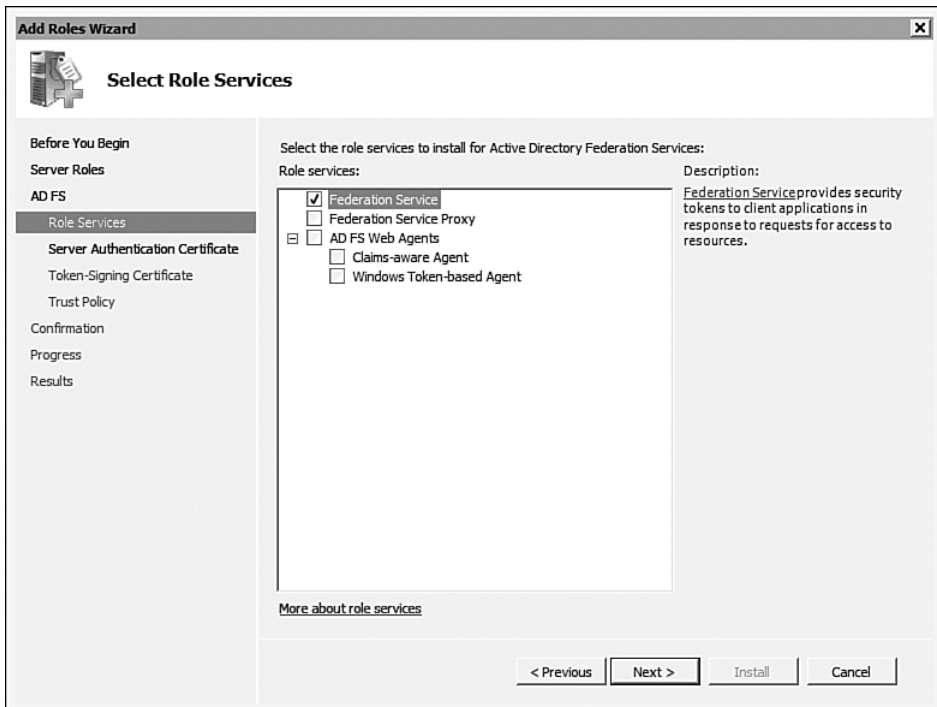 Add Roles Wizard
Select Role Services
Before You Begin
Server Roles
AD FS
Role Services
Server Authentication Certificate
Token-Signing Certificate
Trust Policy
Confirmation
Progress
Results
Select the role services to install for Active Directory Federation Services:
Role services:
Federation Service
Federation Service Proxy
AD FS Web Agents
Claims-aware Agent
Windows Token-based Agent
More about role services
Description:
Federation Service provides security
tokens to client applications in
response to requests for access to
resources.
< Previous
Next >
Install
Cancel